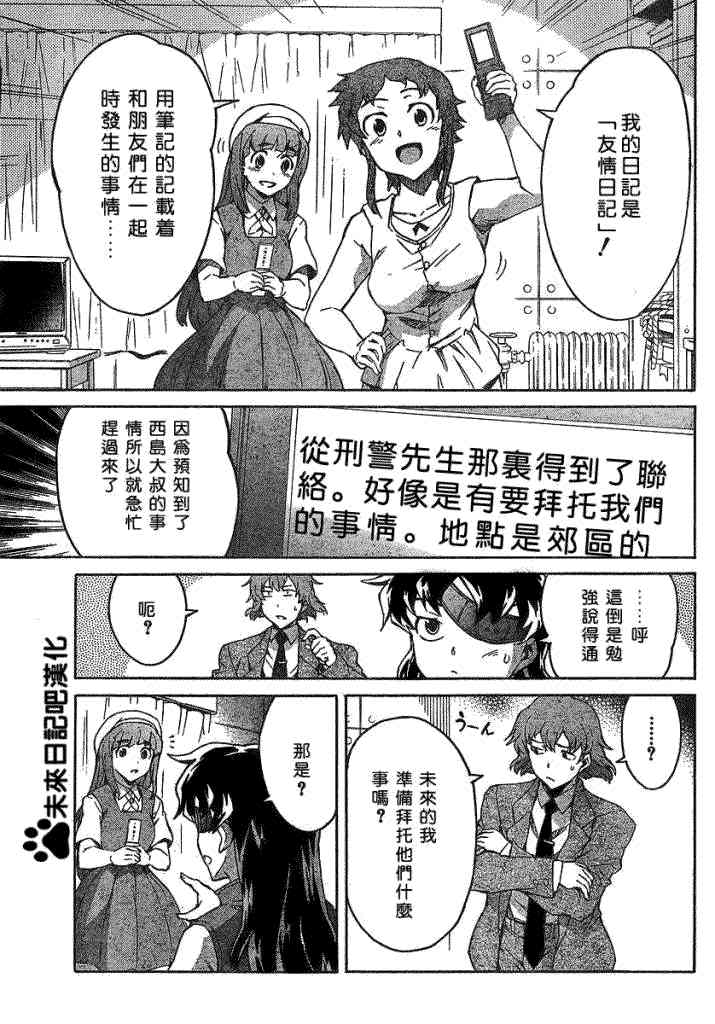 我的日記是
「友情日記」！
用筆記的記載着
和朋友們在一起
時發生的事情……
從刑警先生那裏得到了聯
絡。好像是有要拜托我們
的事情。地點是郊區的
因爲預知到了
西島大叔的事
情所以就急忙
趕過來了
……呼
這倒是勉
強說得通
呃？
……？
うーん
未來的我
準備拜托他們什麼
事嗎？
那是？
未來日記吧漢化